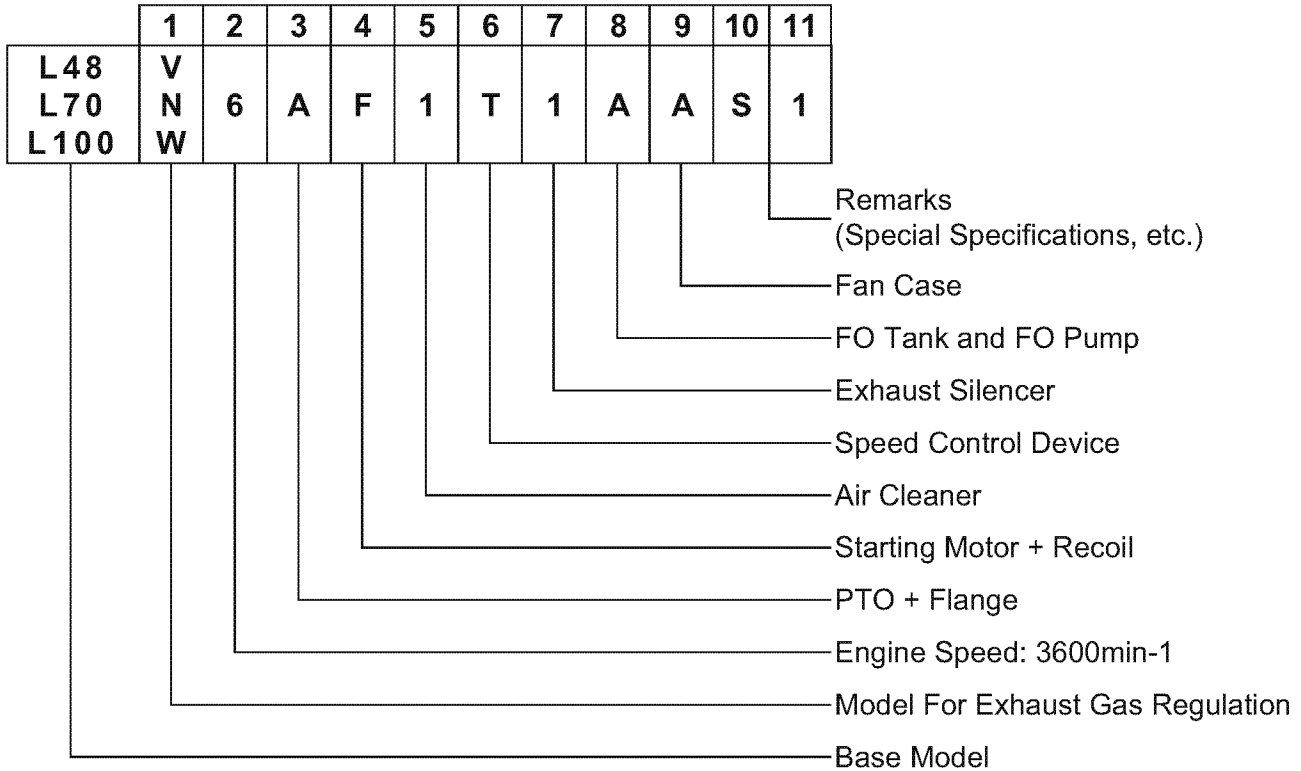 1 2 3 4 5 6 7 8 9 10 11
L48 V
L70 N 6 A F 1 T 1 A A S 1
L100 W
Remarks
(Special Specifications, etc.)
Fan Case
FO Tank and FO Pump
Exhaust Silencer
Speed Control Device
Air Cleaner
Starting Motor + Recoil
PTO + Flange
Engine Speed: 3600min-1
Model For Exhaust Gas Regulation
Base Model